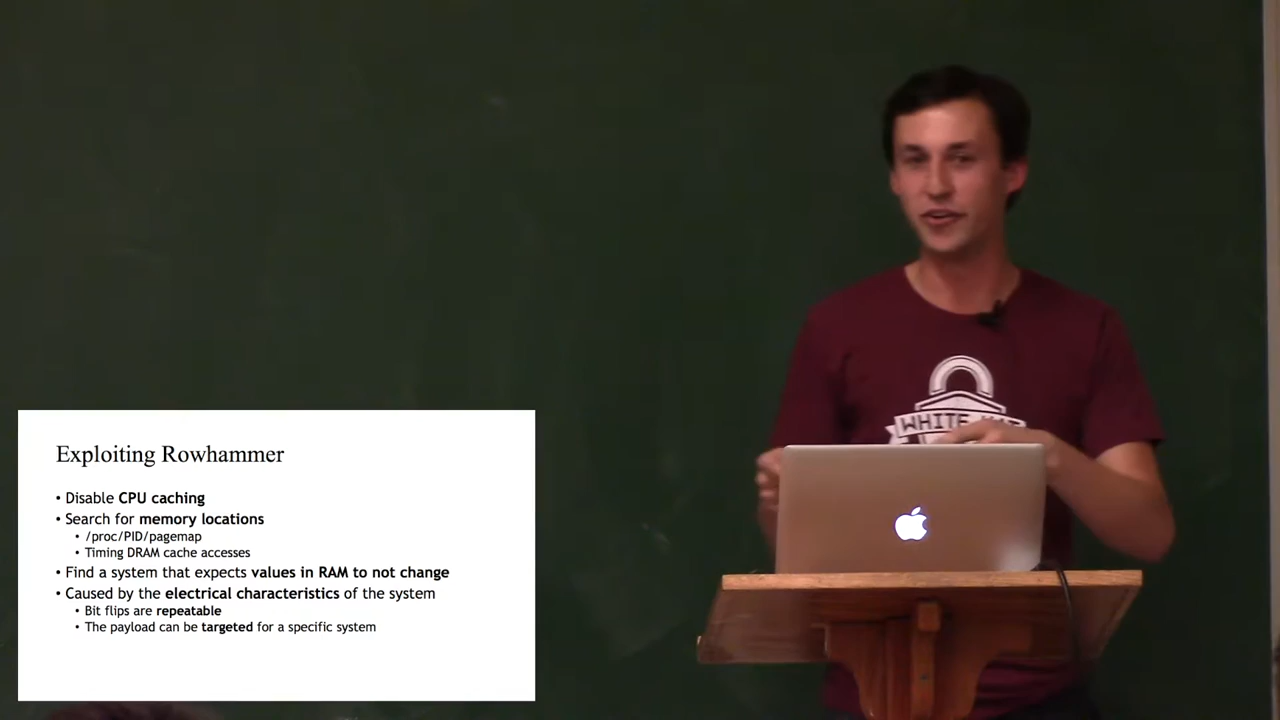 Exploiting Rowhammer
• Disable CPU caching
• Search for memory locations
• /proc/PID/pagemap
• Timing DRAM cache accesses
• Find a system that expects values in RAM to not change
• Caused by the electrical characteristics of the system
• Bit flips are repeatable
• The payload can be targeted for a specific system
WHITE